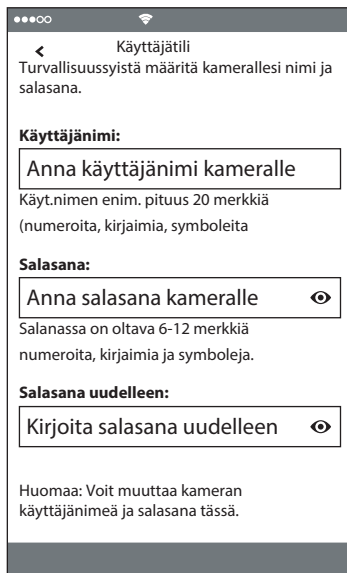 Käyttäjätili
Turvallisuussyistä määritä kamerallesi nimi ja
salasana.
Käyttäjänimi:
Anna käyttäjänimi kameralle
Käyt.nimen enim. pituus 20 merkkiä
(numeroita, kirjaimia, symboleita
Salasana:
Anna salasana kameralle
Salanassa on oltava 6-12 merkkiä
numeroita, kirjaimia ja symboleja.
Salasana uudelleen:
Kirjoita salasana uudelleen
Huomaa: Voit muuttaa kameran
käyttäjänimeä ja salasana tässä.